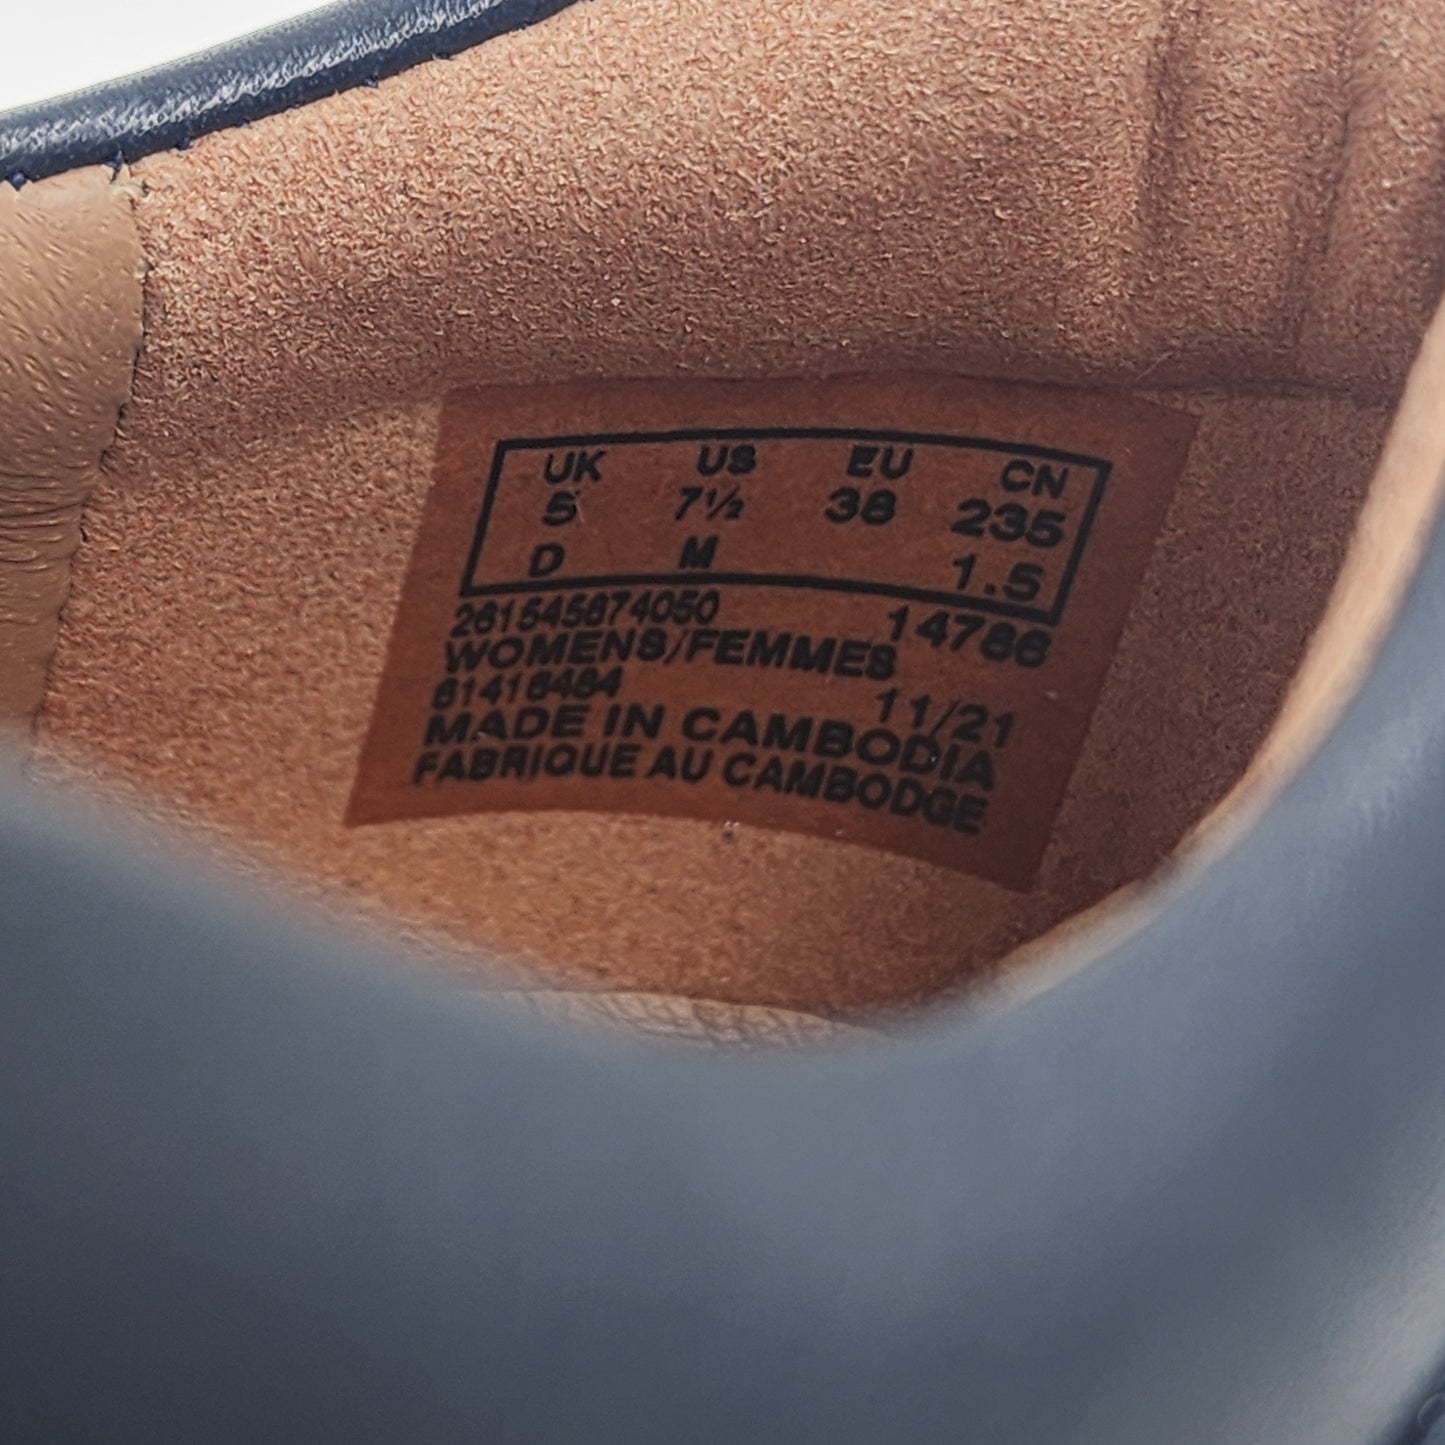 UK US EU CN
5 7½ 38 235
D M 1.5
261545874050 14786
WOMENS/FEMMES
61416484 11/21
MADE IN CAMBODIA
FABRIQUE AU CAMBODGE